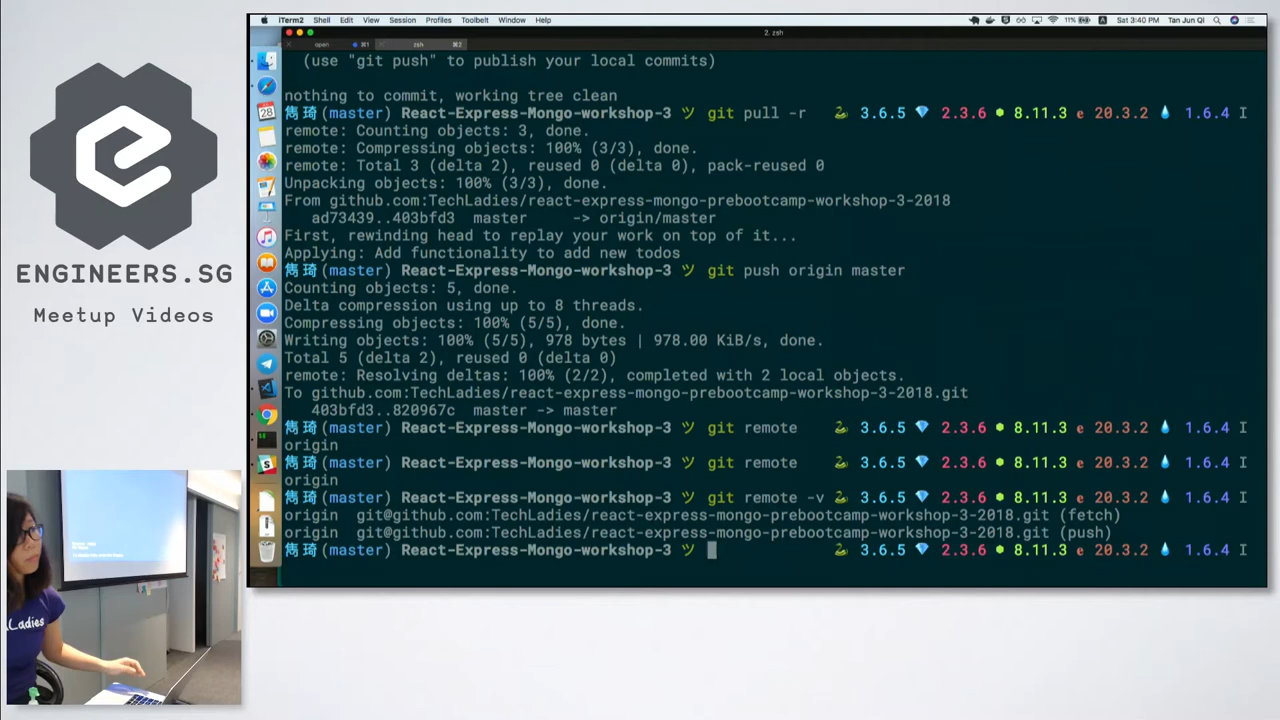 ENGINEERS.SG
Meetup Videos
iTerm2 Shell Edit View Session Profiles Toolbelt Window Help
11% Sat 3:40 PM Tan Jun Qi
2. zsh
open ⌘1 zsh ⌘2
(use "git push" to publish your local commits)
nothing to commit, working tree clean
雋琦(master) React-Express-Mongo-workshop-3 ツ git pull -r 3.6.5 2.3.6 8.11.3 e 20.3.2 1.6.4 I
remote: Counting objects: 3, done.
remote: Compressing objects: 100% (3/3), done.
remote: Total 3 (delta 2), reused 0 (delta 0), pack-reused 0
Unpacking objects: 100% (3/3), done.
From github.com:TechLadies/react-express-mongo-prebootcamp-workshop-3-2018
ad73439..403bfd3 master -> origin/master
First, rewinding head to replay your work on top of it...
Applying: Add functionality to add new todos
雋琦(master) React-Express-Mongo-workshop-3 ツ git push origin master
Counting objects: 5, done.
Delta compression using up to 8 threads.
Compressing objects: 100% (5/5), done.
Writing objects: 100% (5/5), 978 bytes | 978.00 KiB/s, done.
Total 5 (delta 2), reused 0 (delta 0)
remote: Resolving deltas: 100% (2/2), completed with 2 local objects.
To github.com:TechLadies/react-express-mongo-prebootcamp-workshop-3-2018.git
403bfd3..820967c master -> master
雋琦(master) React-Express-Mongo-workshop-3 ツ git remote 3.6.5 2.3.6 8.11.3 e 20.3.2 1.6.4 I
origin
雋琦(master) React-Express-Mongo-workshop-3 ツ git remote 3.6.5 2.3.6 8.11.3 e 20.3.2 1.6.4 I
origin
雋琦(master) React-Express-Mongo-workshop-3 ツ git remote -v 3.6.5 2.3.6 8.11.3 e 20.3.2 1.6.4 I
origin git@github.com:TechLadies/react-express-mongo-prebootcamp-workshop-3-2018.git (fetch)
origin git@github.com:TechLadies/react-express-mongo-prebootcamp-workshop-3-2018.git (push)
雋琦(master) React-Express-Mongo-workshop-3 ツ 3.6.5 2.3.6 8.11.3 e 20.3.2 1.6.4 I
Ladies